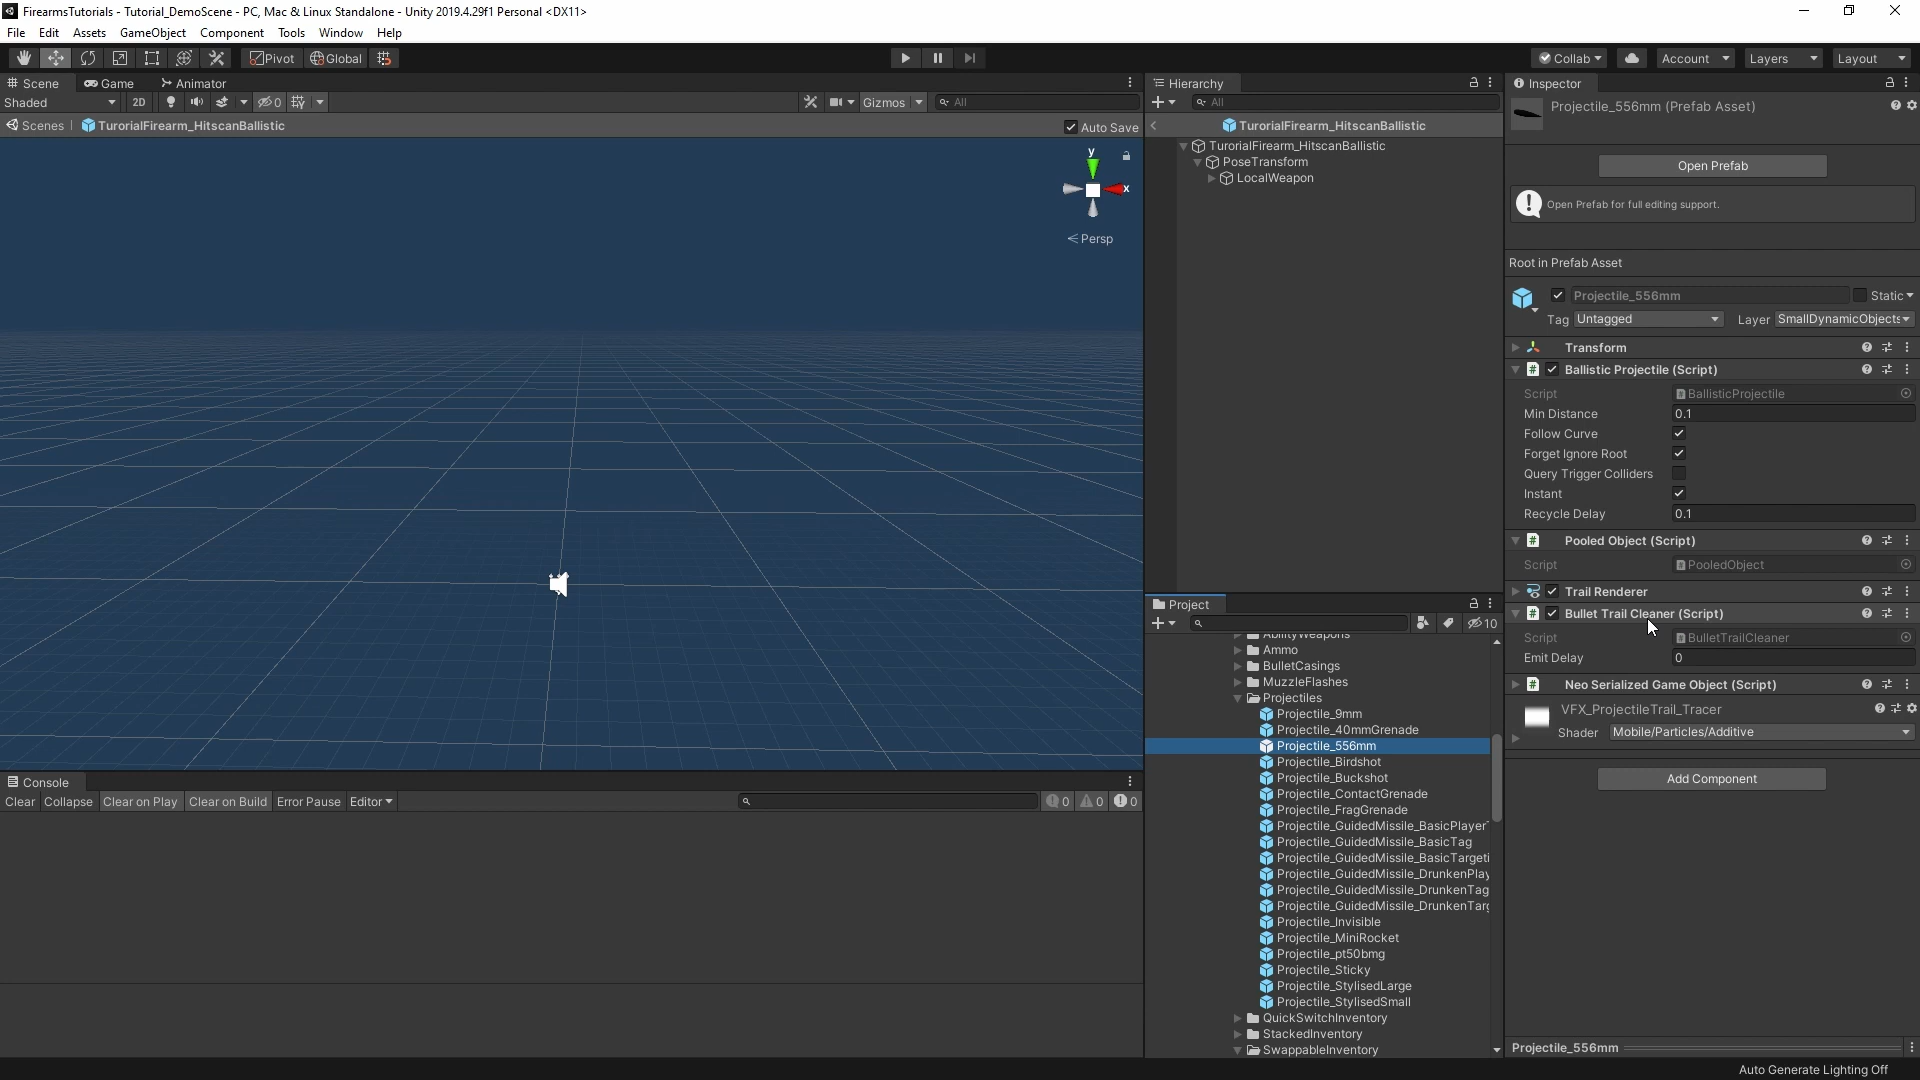 FirearmsTutorials - Tutorial_DemoScene - PC, Mac & Linux Standalone - Unity 2019.4.29f1 Personal <DX11>
File Edit Assets GameObject Component Tools Window Help
Pivot Global Collab Account Layers Layout
Scene Game Animator
Shaded 2D 0 Gizmos All
Scenes TurorialFirearm_HitscanBallistic Auto Save
y
x
Persp
Hierarchy
All
TurorialFirearm_HitscanBallistic
TurorialFirearm_HitscanBallistic
PoseTransform
LocalWeapon
Project
10
AbilityWeapons
Ammo
BulletCasings
MuzzleFlashes
Projectiles
Projectile_9mm
Projectile_40mmGrenade
Projectile_556mm
Projectile_Birdshot
Projectile_Buckshot
Projectile_ContactGrenade
Projectile_FragGrenade
Projectile_GuidedMissile_BasicPlayer
Projectile_GuidedMissile_BasicTag
Projectile_GuidedMissile_BasicTargeti
Projectile_GuidedMissile_DrunkenPlay
Projectile_GuidedMissile_DrunkenTag
Projectile_GuidedMissile_DrunkenTarg
Projectile_Invisible
Projectile_MiniRocket
Projectile_pt50bmg
Projectile_Sticky
Projectile_StylisedLarge
Projectile_StylisedSmall
QuickSwitchInventory
StackedInventory
SwappableInventory
Console
Clear Collapse Clear on Play Clear on Build Error Pause Editor 0 0 0
Inspector
Projectile_556mm (Prefab Asset)
Open Prefab
Open Prefab for full editing support.
Root in Prefab Asset
Projectile_556mm Static
Tag Untagged Layer SmallDynamicObjects
Transform
Ballistic Projectile (Script)
Script BallisticProjectile
Min Distance 0.1
Follow Curve
Forget Ignore Root
Query Trigger Colliders
Instant
Recycle Delay 0.1
Pooled Object (Script)
Script PooledObject
Trail Renderer
Bullet Trail Cleaner (Script)
Script BulletTrailCleaner
Emit Delay 0
Neo Serialized Game Object (Script)
VFX_ProjectileTrail_Tracer
Shader Mobile/Particles/Additive
Add Component
Projectile_556mm
Auto Generate Lighting Off